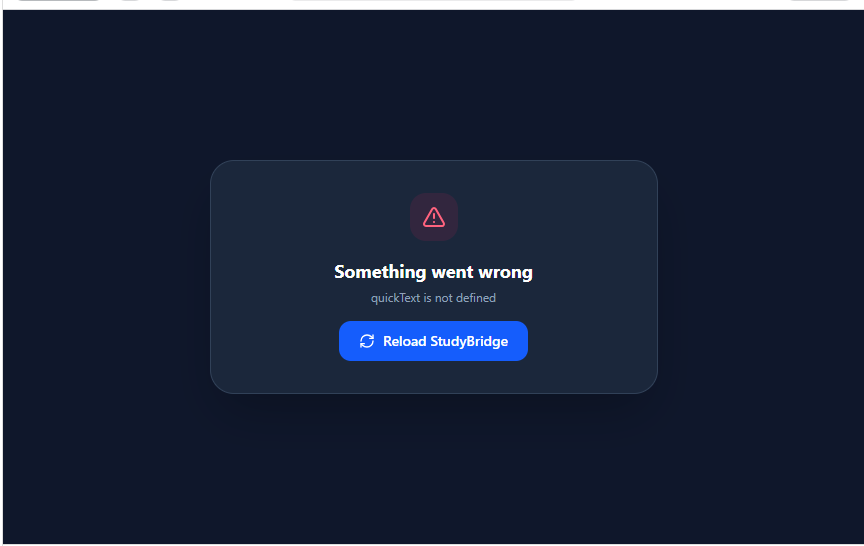 Something went wrong
quickText is not defined
Reload StudyBridge